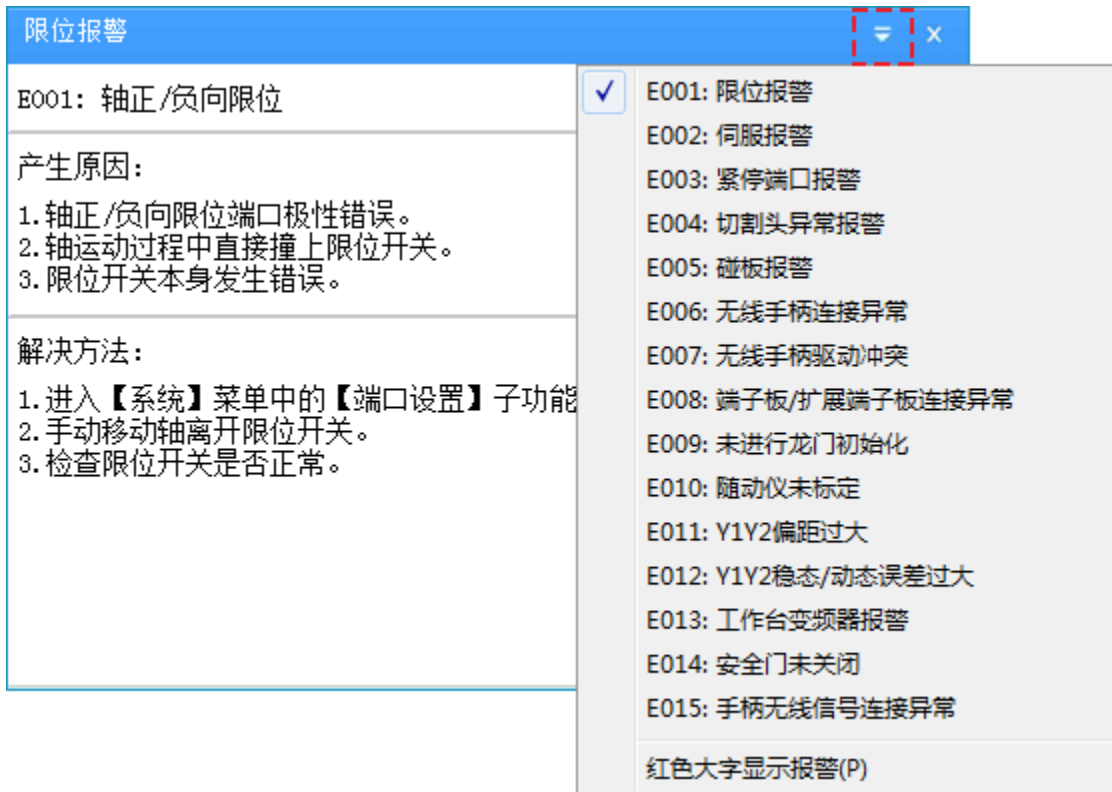 限位报警
x
E001: 轴正/负向限位
产生原因:
1.轴正/负向限位端口极性错误。
2.轴运动过程中直接撞上限位开关。
3.限位开关本身发生错误。
解决方法:
1.进入【系统】菜单中的【端口设置】子功能
2.手动移动轴离开限位开关。
3.检查限位开关是否正常。
E001: 限位报警
E002: 伺服报警
E003: 紧停端口报警
E004: 切割头异常报警
E005: 碰板报警
E006: 无线手柄连接异常
E007: 无线手柄驱动冲突
E008: 端子板/扩展端子板连接异常
E009: 未进行龙门初始化
E010: 随动仪未标定
E011: Y1Y2偏距过大
E012: Y1Y2稳态/动态误差过大
E013: 工作台变频器报警
E014: 安全门未关闭
E015: 手柄无线信号连接异常
红色大字显示报警(P)